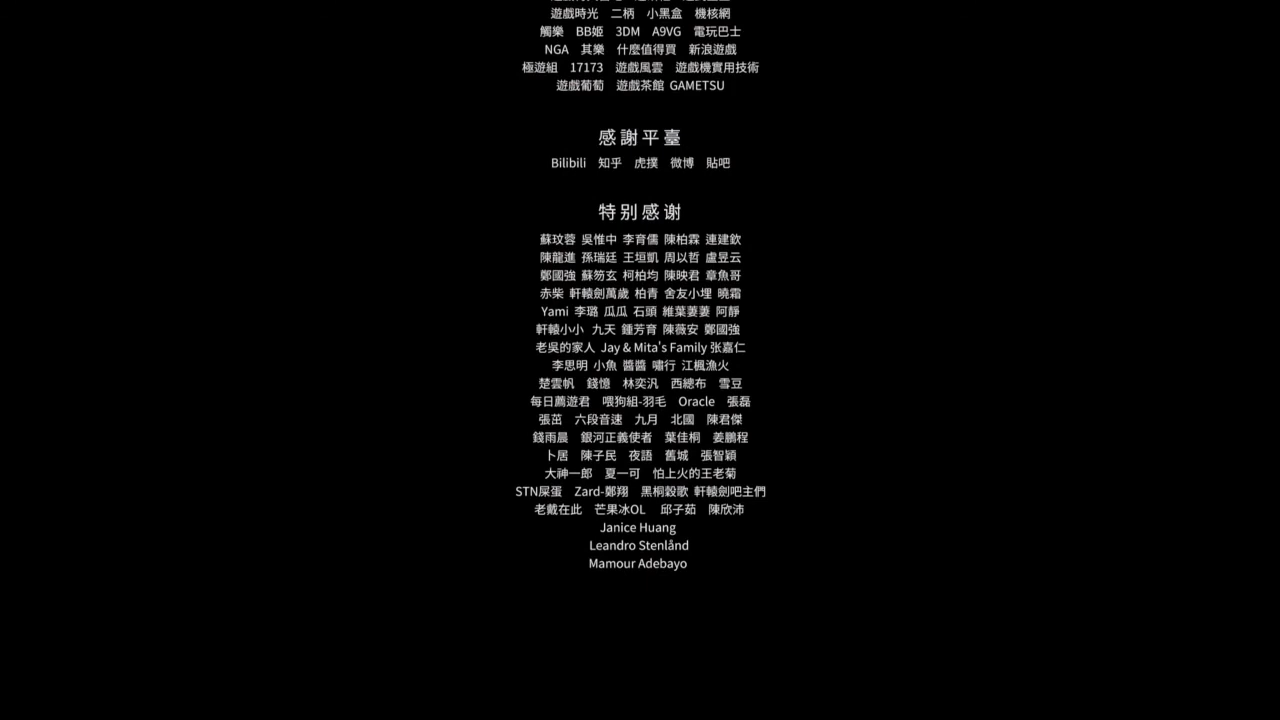 遊戲時光 二柄 小黑盒 機核網
觸樂 BB姬 3DM A9VG 電玩巴士
NGA 其樂 什麼值得買 新浪遊戲
極遊組 17173 遊戲風雲 遊戲機實用技術
遊戲葡萄 遊戲茶館 GAMETSU
感謝平臺
Bilibili 知乎 虎撲 微博 貼吧
特别感谢
蘇玟蓉 吳惟中 李育儒 陳柏霖 連建欽
陳龍進 孫瑞廷 王垣凱 周以哲 盧昱云
鄭國強 蘇笏玄 柯柏均 陳映君 章魚哥
赤柴 軒轅劍萬歲 柏青 舍友小埋 曉霜
Yami 李璐 瓜瓜 石頭 維葉萋萋 阿靜
軒轅小小 九天 鍾芳育 陳薇安 鄭國強
老吳的家人 Jay & Mita's Family 张嘉仁
李思明 小魚 醬醬 嘯行 江楓漁火
楚雲帆 錢憶 林奕汎 西總布 雪豆
每日薦遊君 喂狗組-羽毛 Oracle 張磊
張茁 六段音速 九月 北國 陳君傑
錢雨晨 銀河正義使者 葉佳桐 姜鵬程
卜居 陳子民 夜語 舊城 張智穎
大神一郎 夏一可 怕上火的王老菊
STN屎蛋 Zard-鄭翔 黑桐穀歌 軒轅劍吧主們
老戴在此 芒果冰OL 邱子茹 陳欣沛
Janice Huang
Leandro Stenlånd
Mamour Adebayo